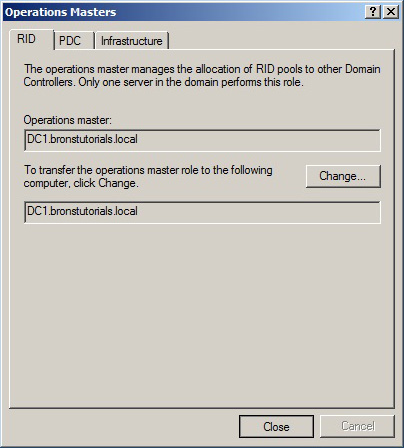 Operations Masters
RID PDC Infrastructure
The operations master manages the allocation of RID pools to other Domain
Controllers. Only one server in the domain performs this role.
Operations master:
DC1.bronstutorials.local
To transfer the operations master role to the following
computer, click Change.
Change...
DC1.bronstutorials.local
Close Cancel